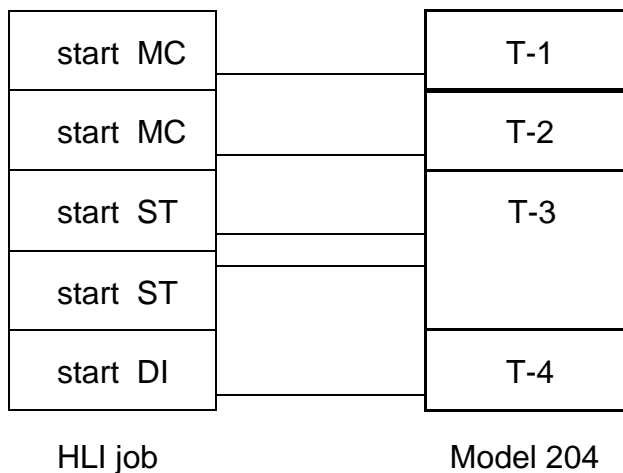 start MC T-1
start MC T-2
start ST T-3
start ST
start DI T-4
HLI job Model 204